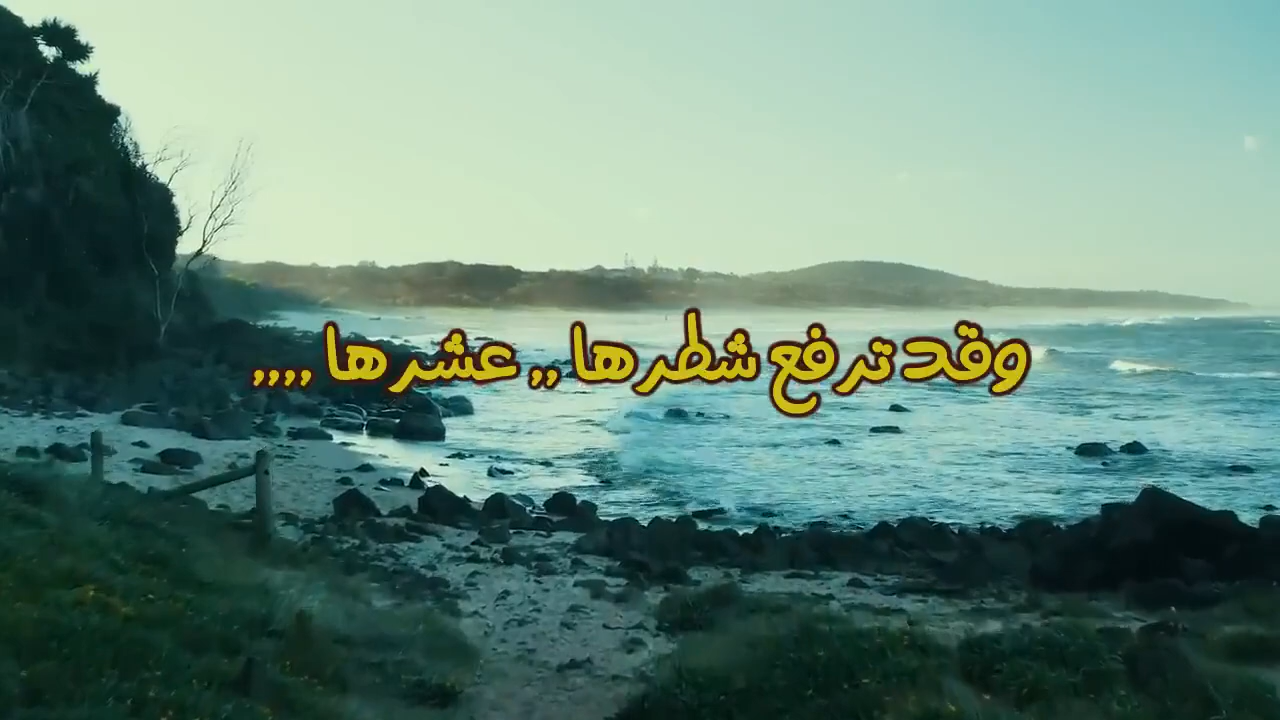 وقد ترفع شطرها ,, عشرها ,,,,